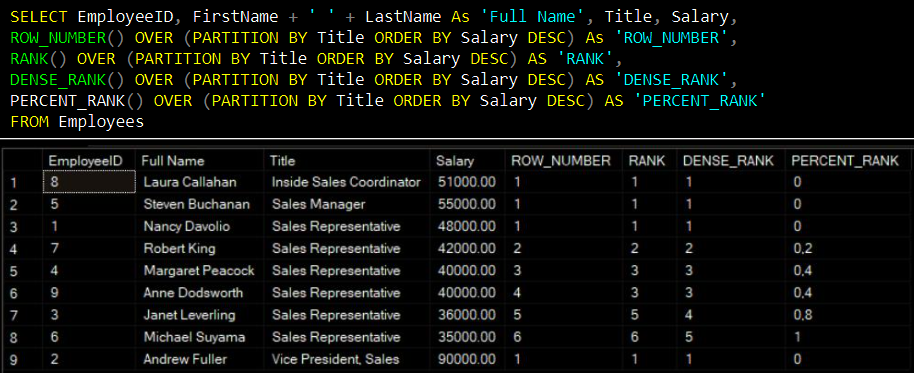 SELECT EmployeeID, FirstName + ' ' + LastName As 'Full Name', Title, Salary,
ROW_NUMBER() OVER (PARTITION BY Title ORDER BY Salary DESC) As 'ROW_NUMBER',
RANK() OVER (PARTITION BY Title ORDER BY Salary DESC) AS 'RANK',
DENSE_RANK() OVER (PARTITION BY Title ORDER BY Salary DESC) AS 'DENSE_RANK',
PERCENT_RANK() OVER (PARTITION BY Title ORDER BY Salary DESC) AS 'PERCENT_RANK'
FROM Employees
EmployeeID Full Name Title Salary ROW_NUMBER RANK DENSE_RANK PERCENT_RANK
1 8 Laura Callahan Inside Sales Coordinator 51000.00 1 1 1 0
2 5 Steven Buchanan Sales Manager 55000.00 1 1 1 0
3 1 Nancy Davolio Sales Representative 48000.00 1 1 1 0
4 7 Robert King Sales Representative 42000.00 2 2 2 0,2
5 4 Margaret Peacock Sales Representative 40000.00 3 3 3 0,4
6 9 Anne Dodsworth Sales Representative 40000.00 4 3 3 0,4
7 3 Janet Leverling Sales Representative 36000.00 5 5 4 0,8
8 6 Michael Suyama Sales Representative 35000.00 6 6 5 1
9 2 Andrew Fuller Vice President, Sales 90000.00 1 1 1 0